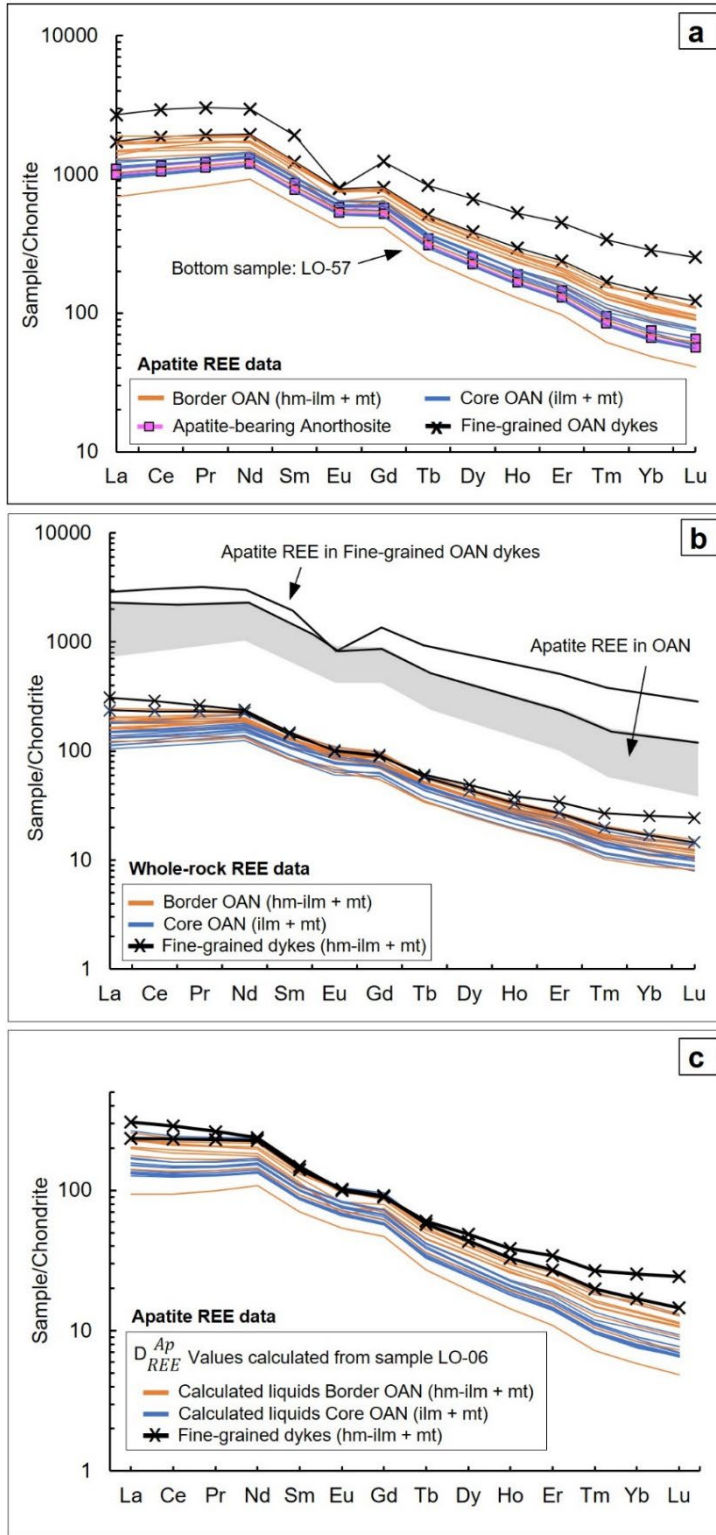 a
10000
1000
100
10
Sample/Chondrite
Bottom sample: LO-57
Apatite REE data
Border OAN (hm-ilm + mt) Core OAN (ilm + mt)
Apatite-bearing Anorthosite Fine-grained OAN dykes
La Ce Pr Nd Sm Eu Gd Tb Dy Ho Er Tm Yb Lu
b
10000
1000
100
10
1
Sample/Chondrite
Apatite REE in Fine-grained OAN dykes
Apatite REE in OAN
Whole-rock REE data
Border OAN (hm-ilm + mt)
Core OAN (ilm + mt)
Fine-grained dykes (hm-ilm + mt)
La Ce Pr Nd Sm Eu Gd Tb Dy Ho Er Tm Yb Lu
c
100
10
1
Sample/Chondrite
Apatite REE data
D Ap REE Values calculated from sample LO-06
Calculated liquids Border OAN (hm-ilm + mt)
Calculated liquids Core OAN (ilm + mt)
Fine-grained dykes (hm-ilm + mt)
La Ce Pr Nd Sm Eu Gd Tb Dy Ho Er Tm Yb Lu